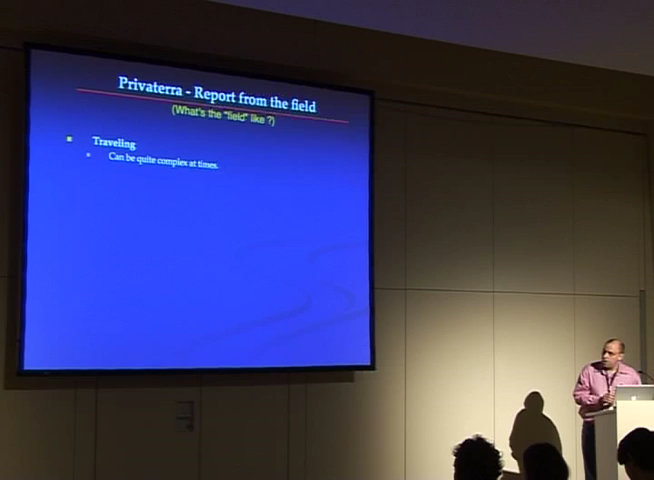 Privaterra - Report from the field
(What's the "field" like ?)
Traveling
Can be quite complex at times.